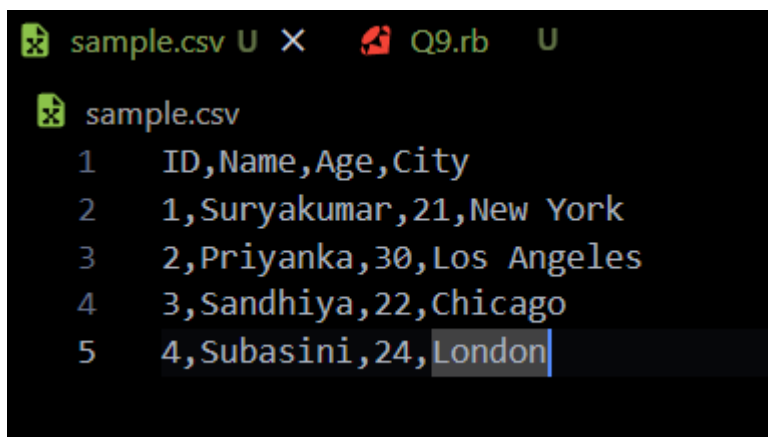 sample.csv U X Q9.rb U
sample.csv
1 ID,Name,Age,City
2 1,Suryakumar,21,New York
3 2,Priyanka,30,Los Angeles
4 3,Sandhiya,22,Chicago
5 4,Subasini,24,London